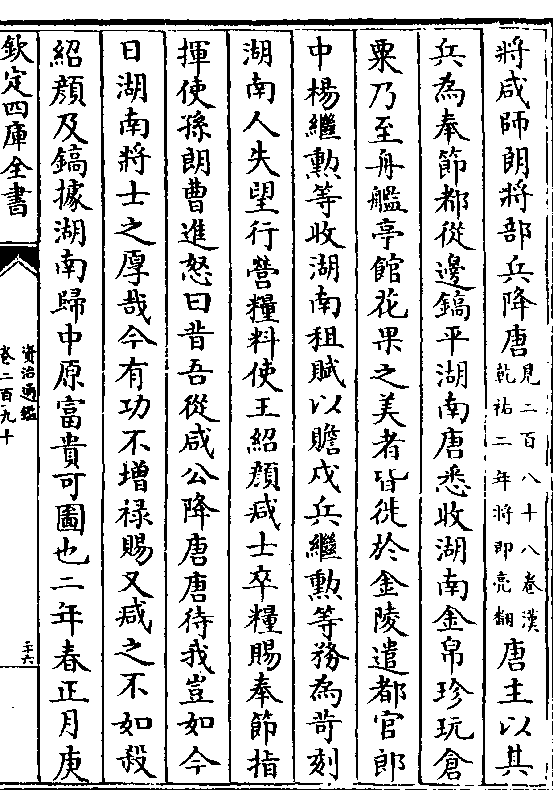 將咸師朗將部兵降唐見二百八十八卷漢乾祐二年將即亮翻唐主以其
兵為奉節都從邊鎬平湖南唐悉收湖南金帛珍玩倉
粟乃至舟艦亭館花果之美者皆徙於金陵遣都官郎
中楊繼勲等收湖南租賦以贍戍兵繼勲等務為苛刻
湖南人失望行營糧料使王紹顔減士卒糧賜奉節指
揮使孫朗曹進怒曰昔吾從咸公降唐唐待我豈如今
日湖南將士之厚哉今有功不增禄賜又減之不如殺
紹顔及鎬據湖南歸中原富貴可圖也二年春正月庚
欽定四庫全書
資治通鑑
卷二百九十